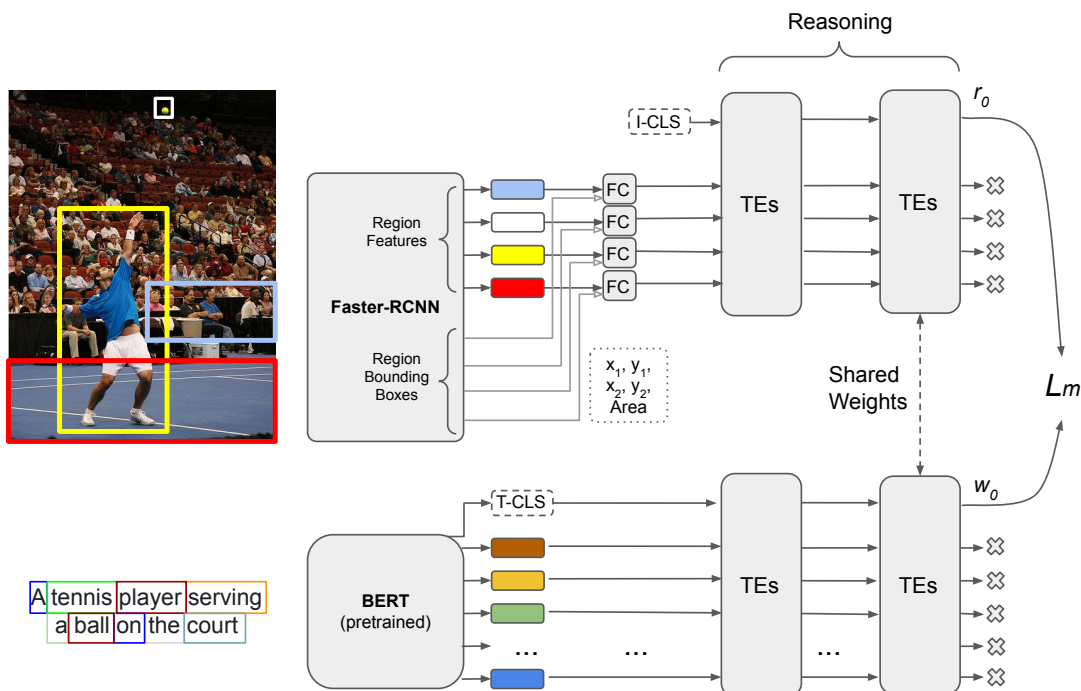 Reasoning
I-CLS
r0
TEs
TEs
Region
Features
FC
FC
FC
FC
Faster-RCNN
Region
Bounding
Boxes
x1, y1,
x2, y2,
Area
Shared
Weights
Lm
T-CLS
w0
BERT
(pretrained)
TEs
TEs
... ... ...
A tennis player serving
a ball on the court